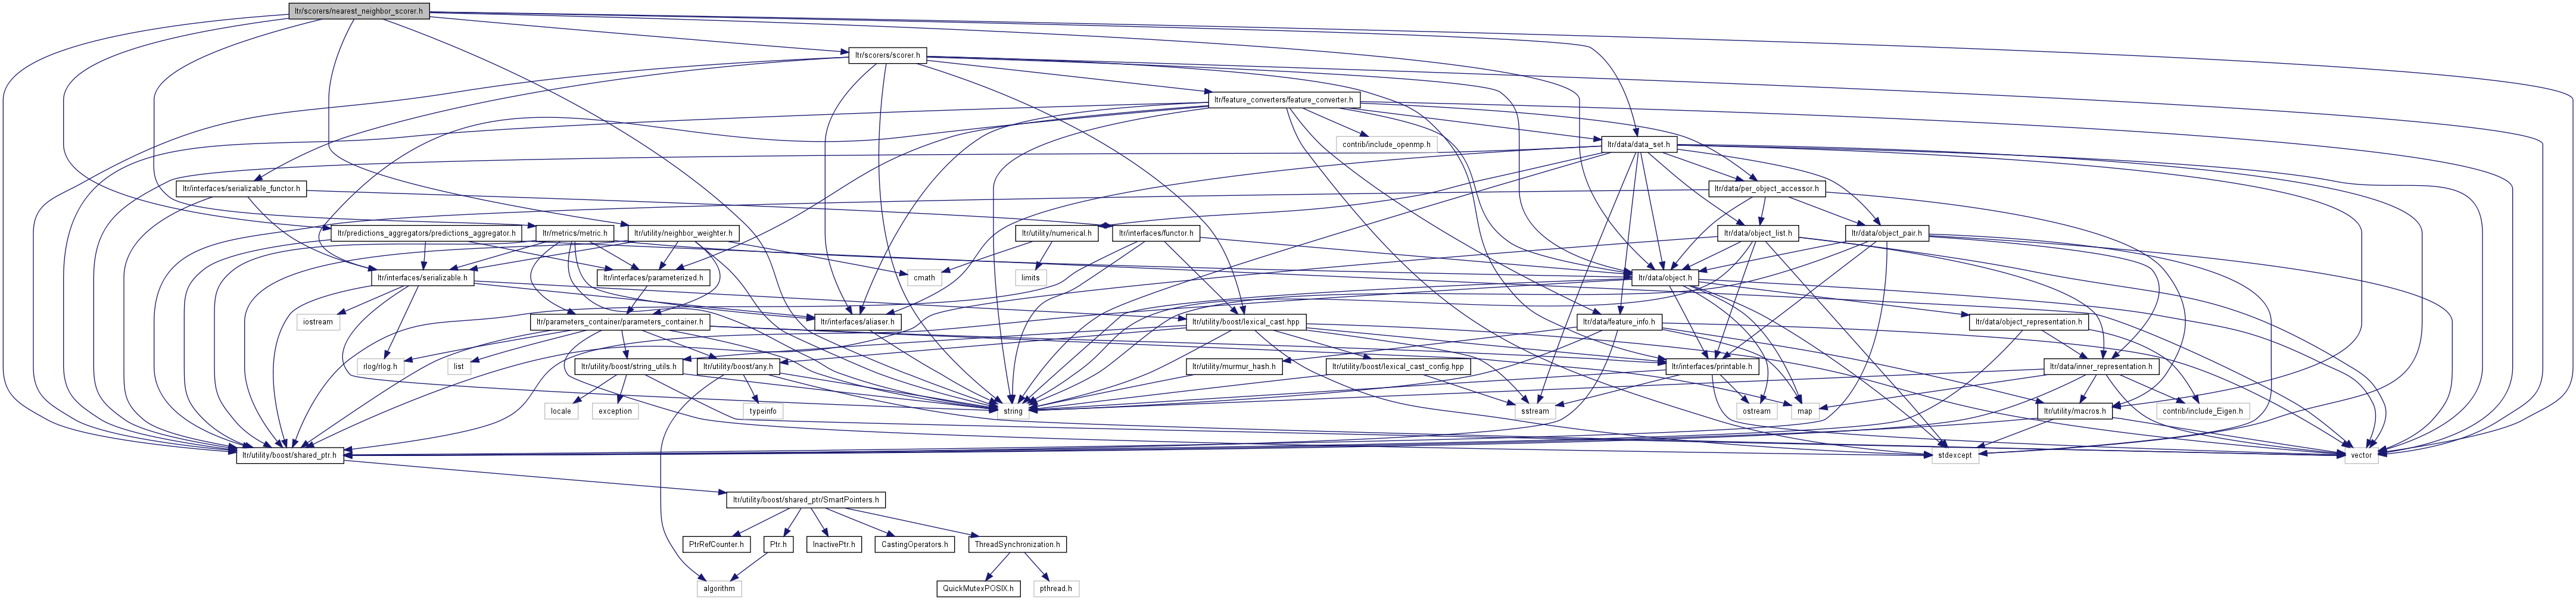 ltr/scorers/nearest_neighbor_scorer.h
ltr/scorers/scorer.h
ltr/feature_converters/feature_converter.h
contrib/include_openmp.h
ltr/data/data_set.h
ltr/interfaces/serializable_functor.h
ltr/data/per_object_accessor.h
ltr/predictions_aggregators/predictions_aggregator.h
ltr/metrics/metric.h
ltr/utility/neighbor_weighter.h
ltr/utility/numerical.h
ltr/interfaces/functor.h
ltr/data/object_list.h
ltr/data/object_pair.h
ltr/interfaces/serializable.h
ltr/interfaces/parameterized.h
cmath
limits
ltr/data/object.h
iostream
ltr/parameters_container/parameters_container.h
ltr/interfaces/aliaser.h
ltr/utility/boost/lexical_cast.hpp
ltr/data/feature_info.h
ltr/data/object_representation.h
rlog/rlog.h
list
ltr/utility/boost/string_utils.h
ltr/utility/boost/any.h
ltr/utility/murmur_hash.h
ltr/utility/boost/lexical_cast_config.hpp
ltr/interfaces/printable.h
ltr/data/inner_representation.h
locale
exception
typeinfo
string
sstream
ostream
map
ltr/utility/macros.h
contrib/include_Eigen.h
ltr/utility/boost/shared_ptr.h
stdexcept
vector
ltr/utility/boost/shared_ptr/SmartPointers.h
PtrRefCounter.h
Ptr.h
InactivePtr.h
CastingOperators.h
ThreadSynchronization.h
algorithm
QuickMutexPOSIX.h
pthread.h